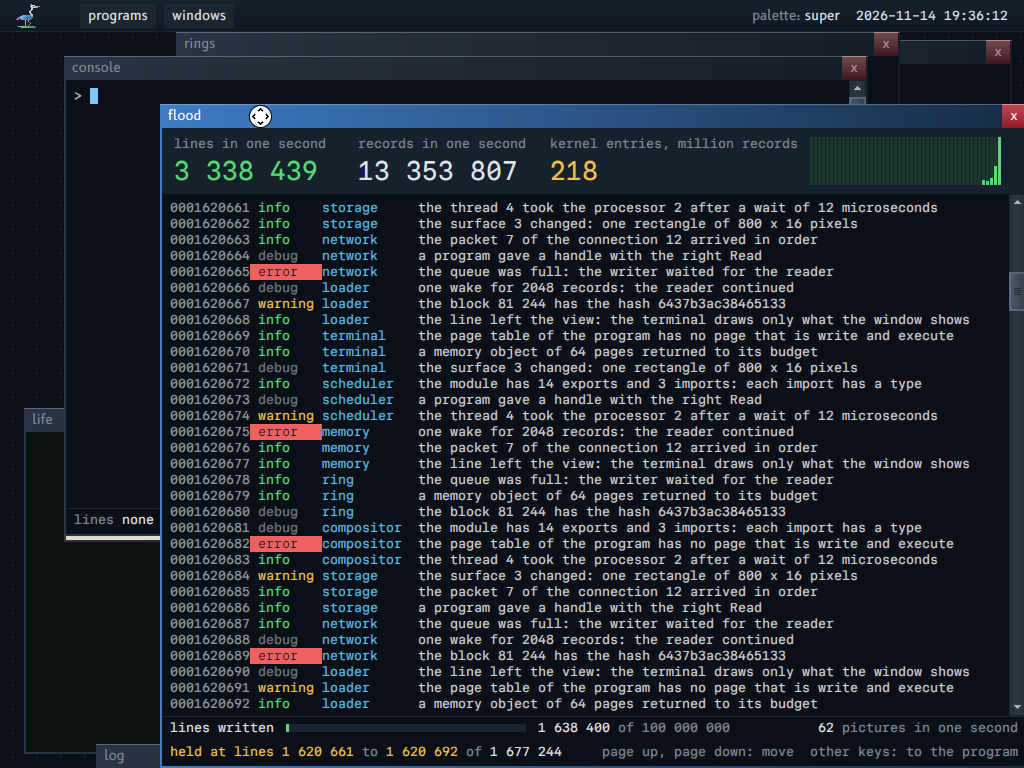 programs windows palette: super 2026-11-14 19:36:12
rings x
x
console x
>
flood x
lines in one second records in one second kernel entries, million records
3 338 439 13 353 807 218
0001620661 info storage the thread 4 took the processor 2 after a wait of 12 microseconds
0001620662 info storage the surface 3 changed: one rectangle of 800 x 16 pixels
0001620663 info network the packet 7 of the connection 12 arrived in order
0001620664 debug network a program gave a handle with the right Read
0001620665 error network the queue was full: the writer waited for the reader
0001620666 debug loader one wake for 2048 records: the reader continued
0001620667 warning loader the block 81 244 has the hash 6437b3ac38465133
0001620668 info loader the line left the view: the terminal draws only what the window shows
0001620669 info terminal the page table of the program has no page that is write and execute
0001620670 info terminal a memory object of 64 pages returned to its budget
0001620671 debug terminal the surface 3 changed: one rectangle of 800 x 16 pixels
0001620672 info scheduler the module has 14 exports and 3 imports: each import has a type
0001620673 debug scheduler a program gave a handle with the right Read
0001620674 warning scheduler the thread 4 took the processor 2 after a wait of 12 microseconds
0001620675 error memory one wake for 2048 records: the reader continued
0001620676 info memory the packet 7 of the connection 12 arrived in order
0001620677 info memory the line left the view: the terminal draws only what the window shows
0001620678 info ring the queue was full: the writer waited for the reader
0001620679 info ring a memory object of 64 pages returned to its budget
0001620680 debug ring the block 81 244 has the hash 6437b3ac38465133
0001620681 debug compositor the module has 14 exports and 3 imports: each import has a type
0001620682 error compositor the page table of the program has no page that is write and execute
0001620683 info compositor the thread 4 took the processor 2 after a wait of 12 microseconds
0001620684 warning storage the surface 3 changed: one rectangle of 800 x 16 pixels
0001620685 info storage the packet 7 of the connection 12 arrived in order
0001620686 info storage a program gave a handle with the right Read
0001620687 info network the queue was full: the writer waited for the reader
0001620688 debug network one wake for 2048 records: the reader continued
0001620689 error network the block 81 244 has the hash 6437b3ac38465133
0001620690 debug loader the line left the view: the terminal draws only what the window shows
0001620691 warning loader the page table of the program has no page that is write and execute
0001620692 info loader a memory object of 64 pages returned to its budget
lines written 1 638 400 of 100 000 000 62 pictures in one second
held at lines 1 620 661 to 1 620 692 of 1 677 244 page up, page down: move other keys: to the program
life
lines none
log